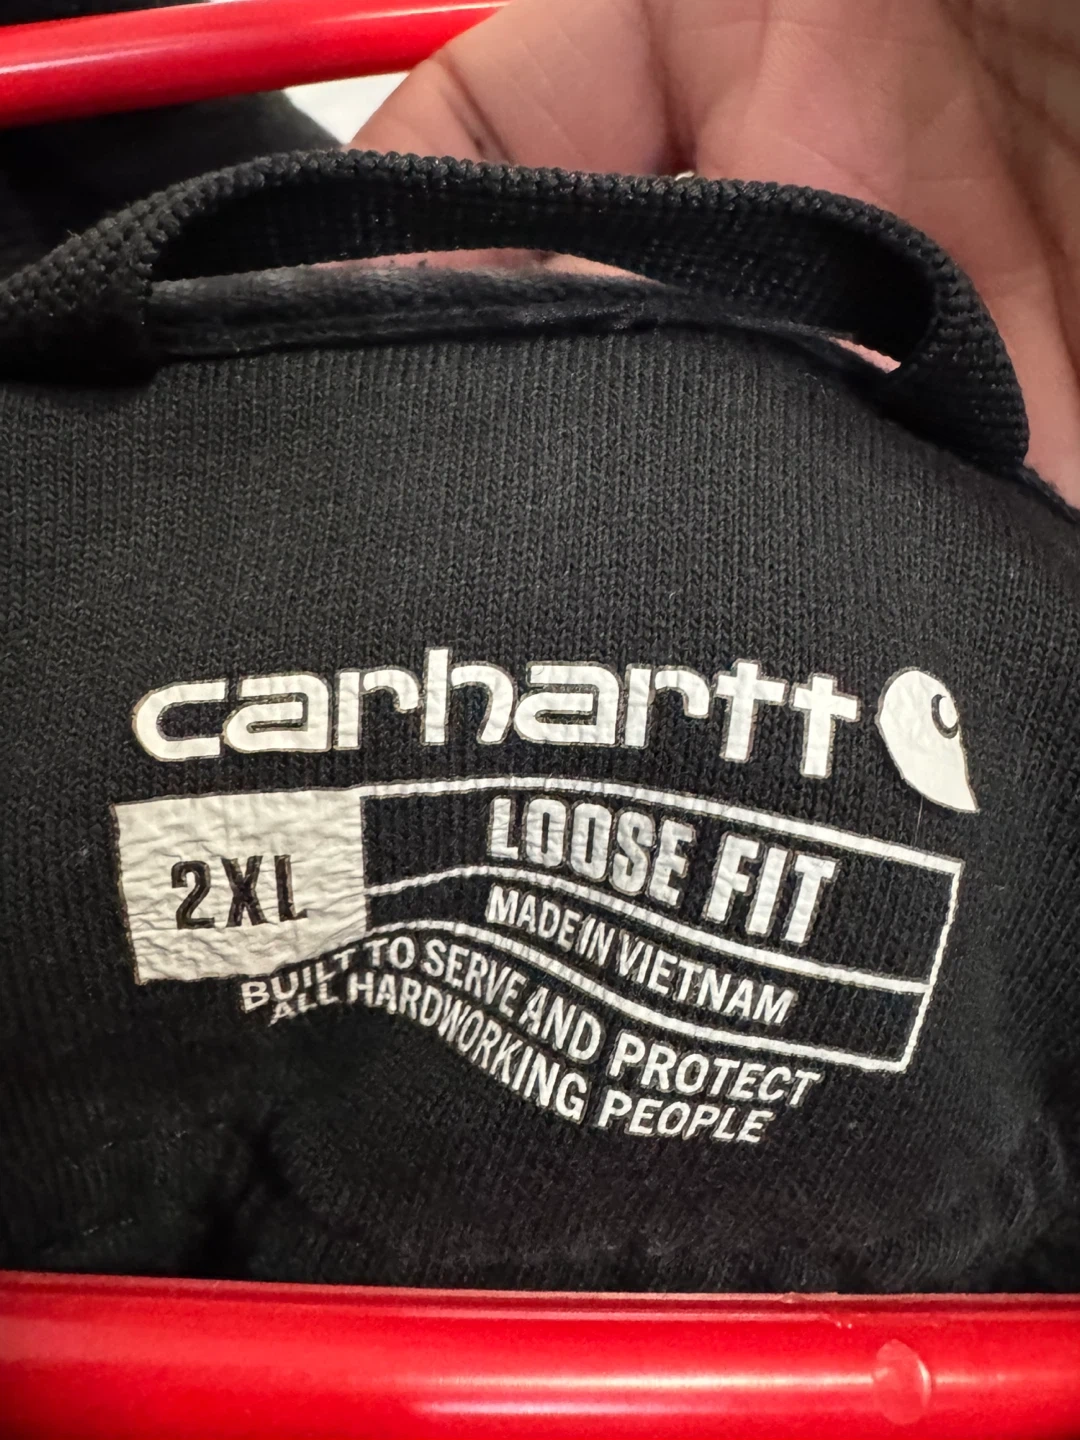 carhartt
2XL
LOOSE FIT
MADE IN VIETNAM
BUILT TO SERVE AND PROTECT
ALL HARDWORKING PEOPLE